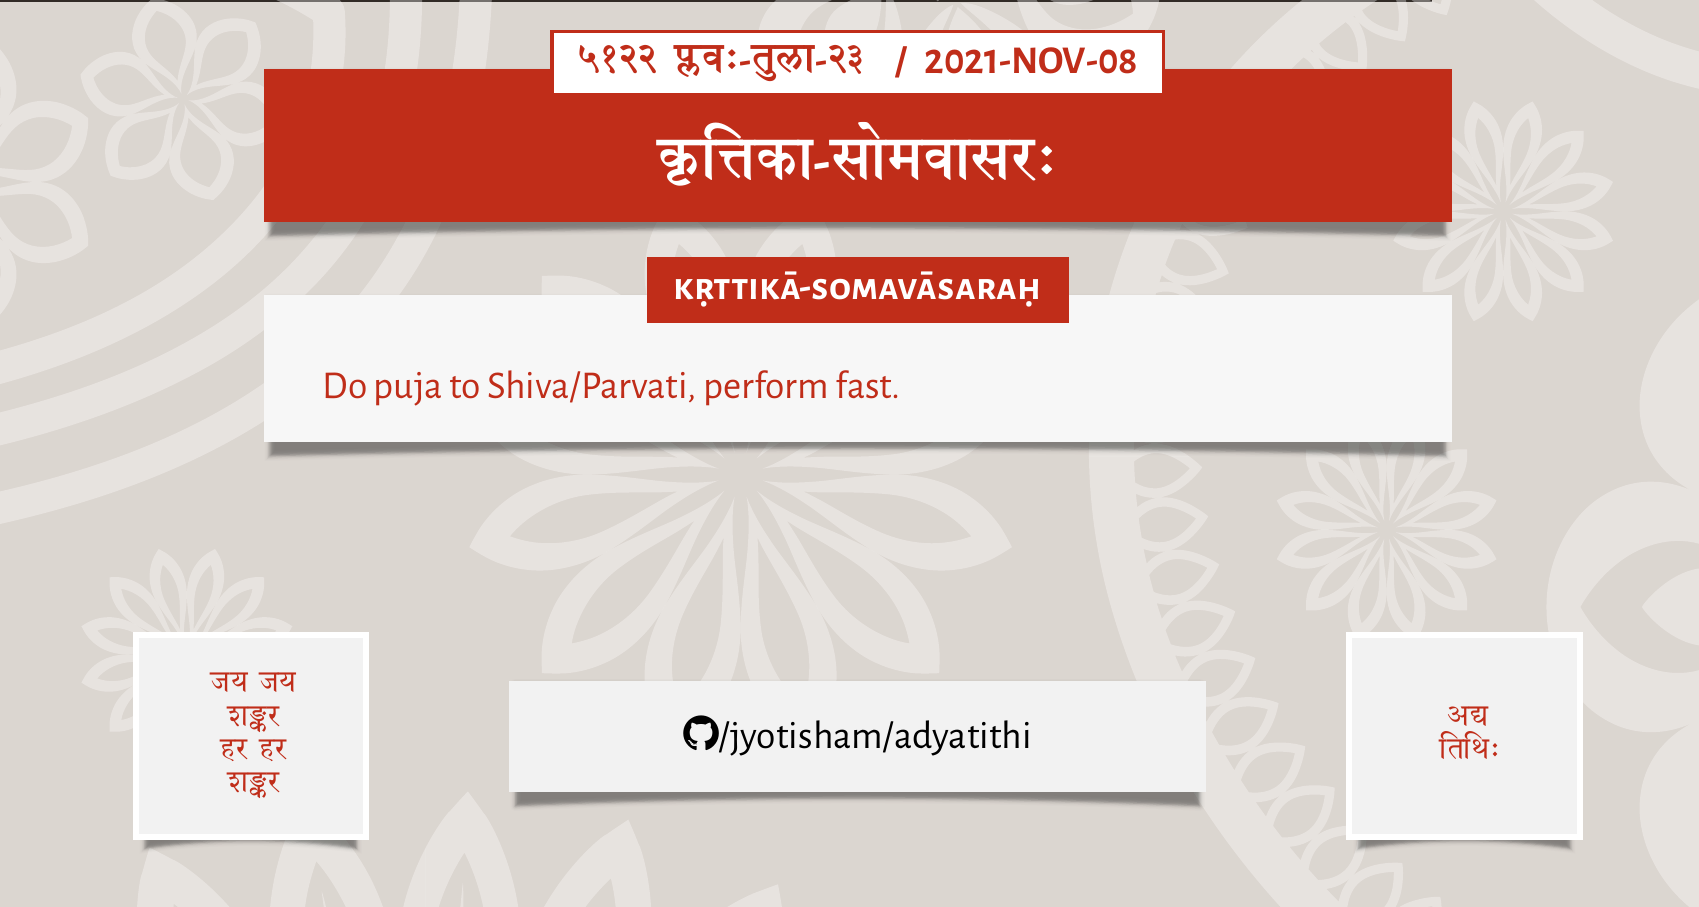 ५१२२ प्लवः-तुला-२३ / 2021-NOV-08
कृत्तिका-सोमवासरः
KṚTTIKĀ-SOMAVĀSARAḤ
Do puja to Shiva/Parvati, perform fast.
जय जय
शङ्कर
हर हर
शङ्कर
/jyotisham/adyatithi
अद्य
तिथिः